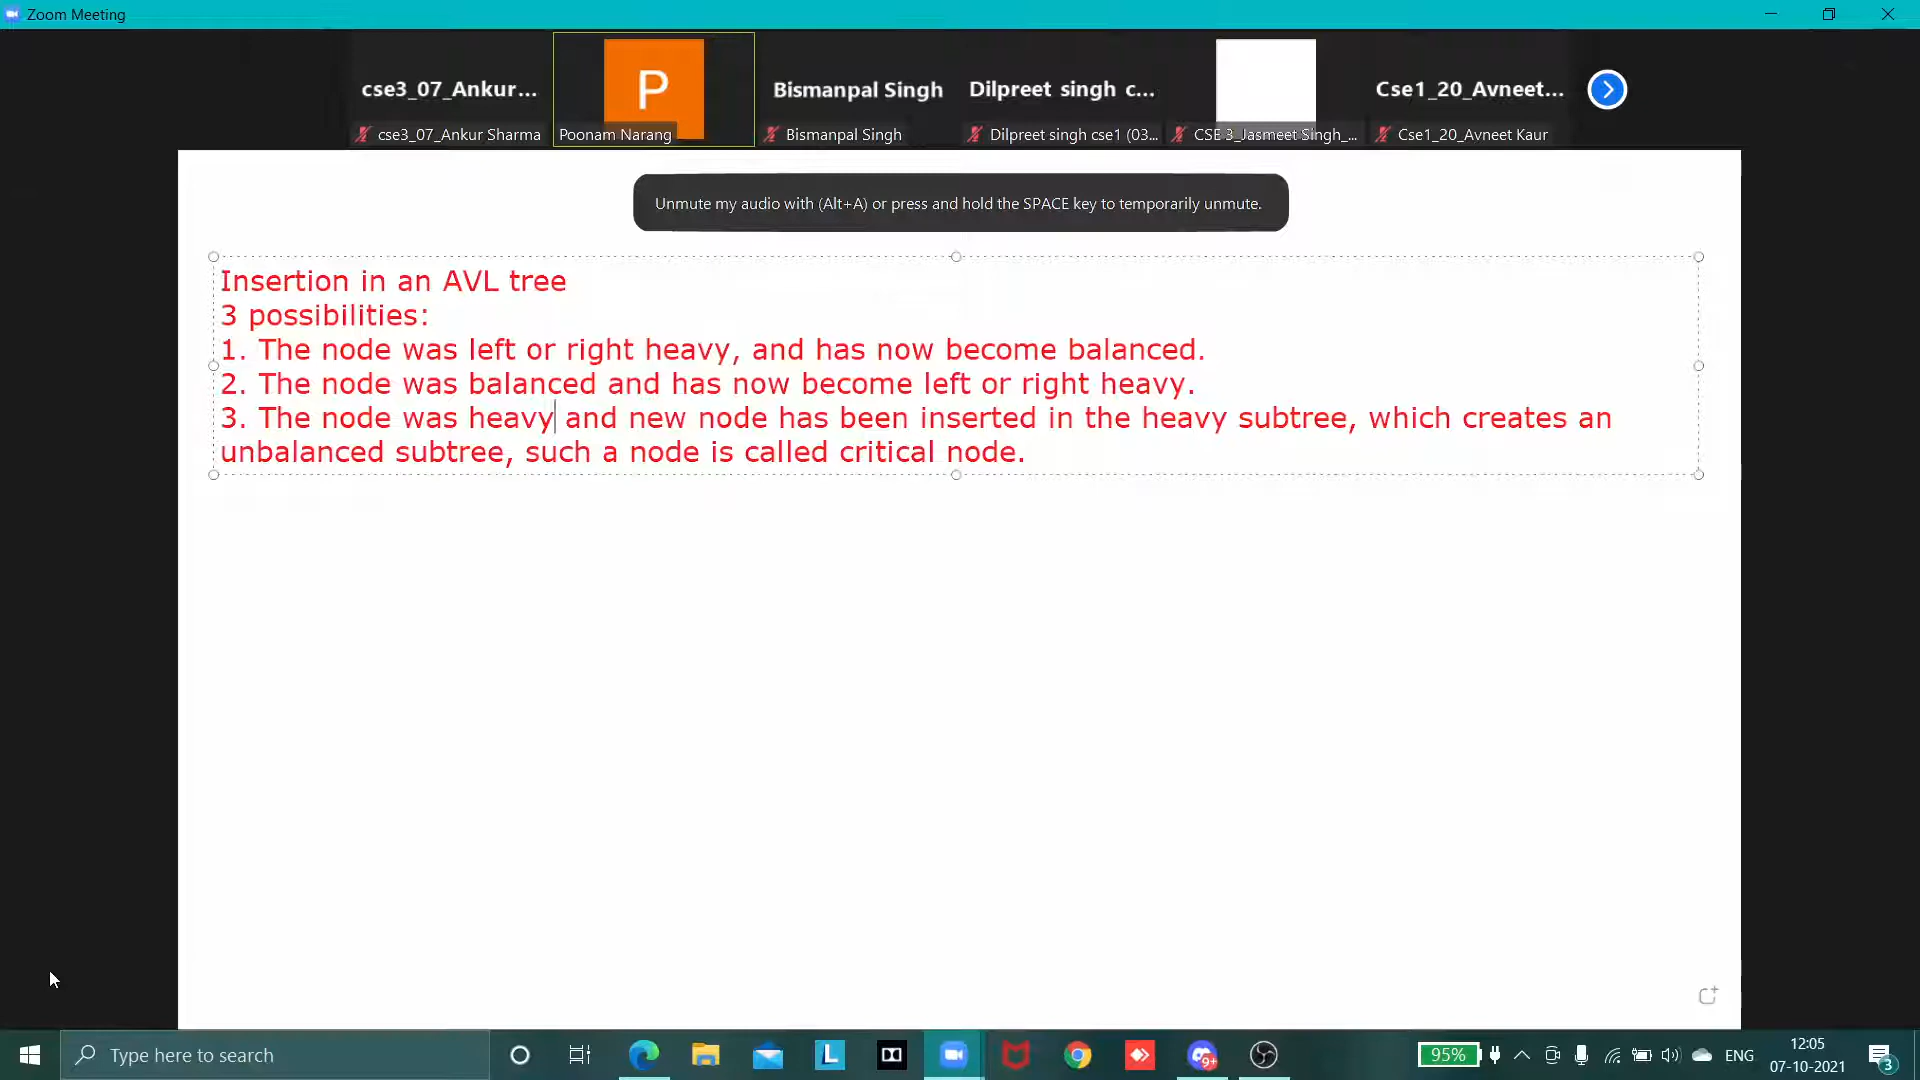 Zoom Meeting
cse3_07_Ankur...
P
Bismanpal Singh
Dilpreet singh c...
Cse1_20_Avneet...
cse3_07_Ankur Sharma
Poonam Narang
Bismanpal Singh
Dilpreet singh cse1 (03...
CSE 3_Jasmeet Singh_...
Cse1_20_Avneet Kaur
Unmute my audio with (Alt+A) or press and hold the SPACE key to temporarily unmute.
Insertion in an AVL tree
3 possibilities:
1. The node was left or right heavy, and has now become balanced.
2. The node was balanced and has now become left or right heavy.
3. The node was heavy and new node has been inserted in the heavy subtree, which creates an
unbalanced subtree, such a node is called critical node.
Type here to search
L
9+
95%
ENG
12:05
07-10-2021
3